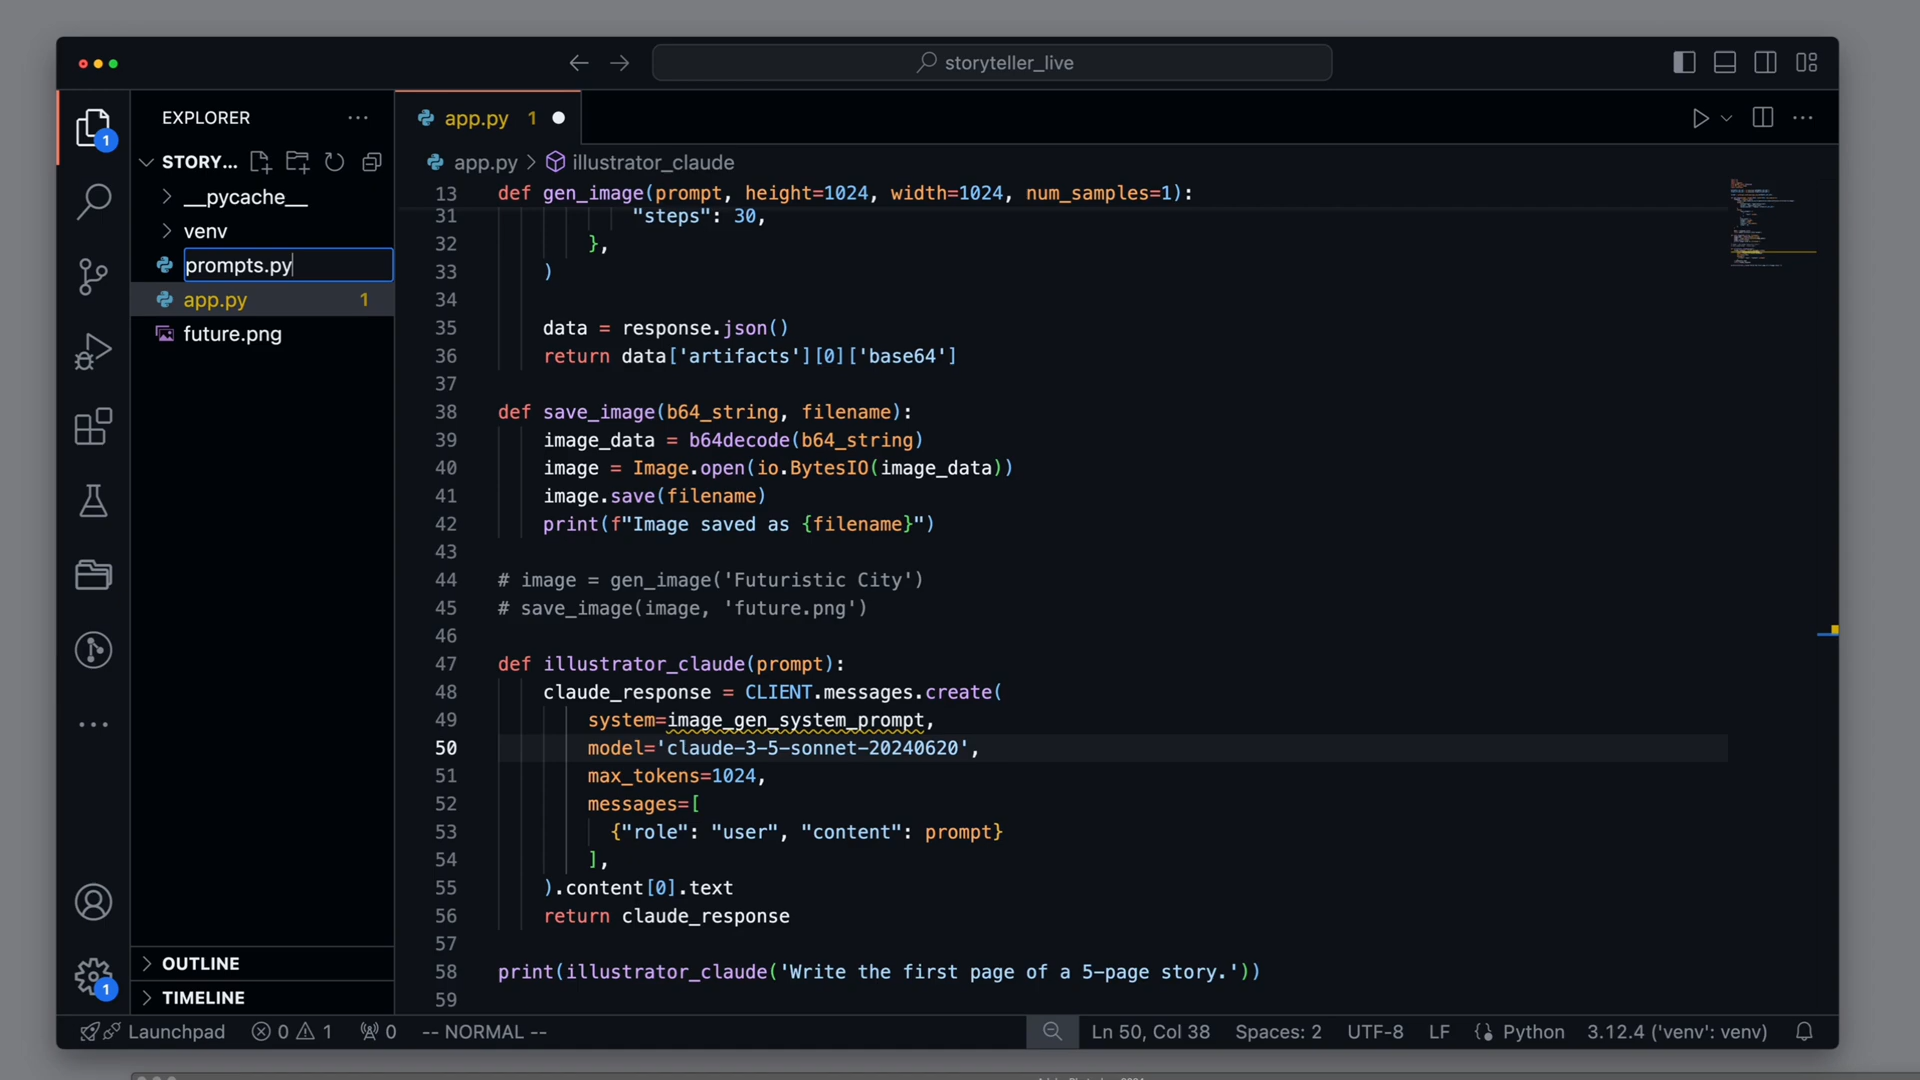 storyteller_live
1
EXPLORER
app.py 1
STORY...
app.py > illustrator_claude
__pycache__
venv
prompts.py
app.py 1
future.png
13 def gen_image(prompt, height=1024, width=1024, num_samples=1):
31 "steps": 30,
32 },
33 )
34
35 data = response.json()
36 return data['artifacts'][0]['base64']
37
38 def save_image(b64_string, filename):
39 image_data = b64decode(b64_string)
40 image = Image.open(io.BytesIO(image_data))
41 image.save(filename)
42 print(f"Image saved as {filename}")
43
44 # image = gen_image('Futuristic City')
45 # save_image(image, 'future.png')
46
47 def illustrator_claude(prompt):
48 claude_response = CLIENT.messages.create(
49 system=image_gen_system_prompt,
50 model='claude-3-5-sonnet-20240620',
51 max_tokens=1024,
52 messages=[
53 {"role": "user", "content": prompt}
54 ],
55 ).content[0].text
56 return claude_response
57
58 print(illustrator_claude('Write the first page of a 5-page story.'))
59
OUTLINE
TIMELINE
1
Launchpad 0 1 0 -- NORMAL -- Ln 50, Col 38 Spaces: 2 UTF-8 LF Python 3.12.4 ('venv': venv)